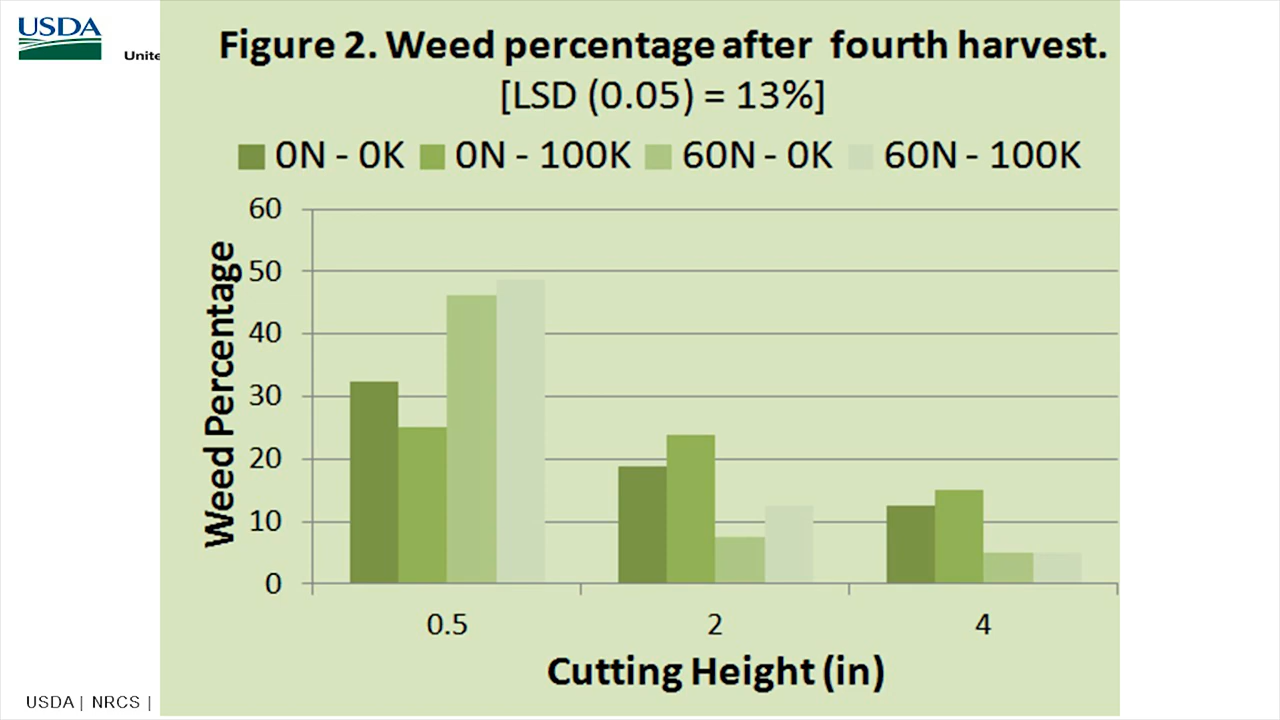 USDA
Unite
Figure 2. Weed percentage after fourth harvest.
[LSD (0.05) = 13%]
0N - 0K 0N - 100K 60N - 0K 60N - 100K
Weed Percentage
60
50
40
30
20
10
0
0.5 2 4
Cutting Height (in)
USDA | NRCS |